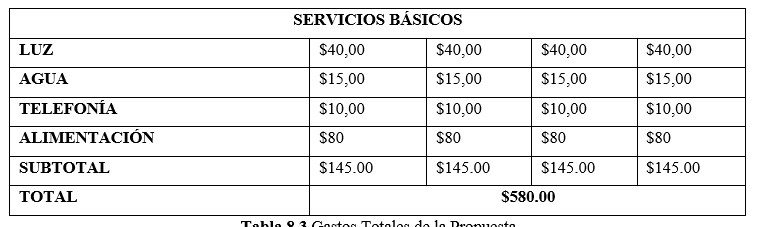 SERVICIOS BÁSICOS
LUZ $40,00 $40,00 $40,00 $40,00
AGUA $15,00 $15,00 $15,00 $15,00
TELEFONÍA $10,00 $10,00 $10,00 $10,00
ALIMENTACIÓN $80 $80 $80 $80
SUBTOTAL $145.00 $145.00 $145.00 $145.00
TOTAL $580.00
Tabla 8.3 Gastos Totales de la Propuesta